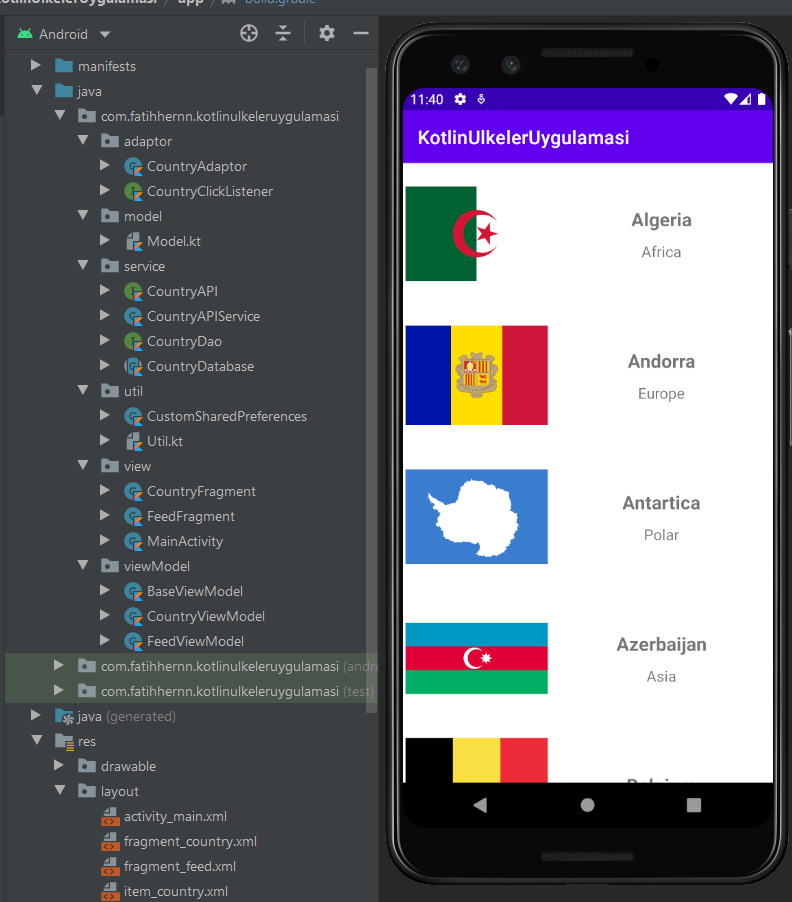 app
build.gradle
Android
manifests
java
com.fatihhernn.kotlinulkeleruygulamasi
adaptor
CountryAdaptor
CountryClickListener
model
Model.kt
service
CountryAPI
CountryAPIService
CountryDao
CountryDatabase
util
CustomSharedPreferences
Util.kt
view
CountryFragment
FeedFragment
MainActivity
viewModel
BaseViewModel
CountryViewModel
FeedViewModel
com.fatihhernn.kotlinulkeleruygulamasi
com.fatihhernn.kotlinulkeleruygulamasi (test)
java (generated)
res
drawable
layout
activity_main.xml
fragment_country.xml
fragment_feed.xml
item_country.xml
11:40
KotlinUlkelerUygulamasi
Algeria
Africa
Andorra
Europe
Antartica
Polar
Azerbaijan
Asia